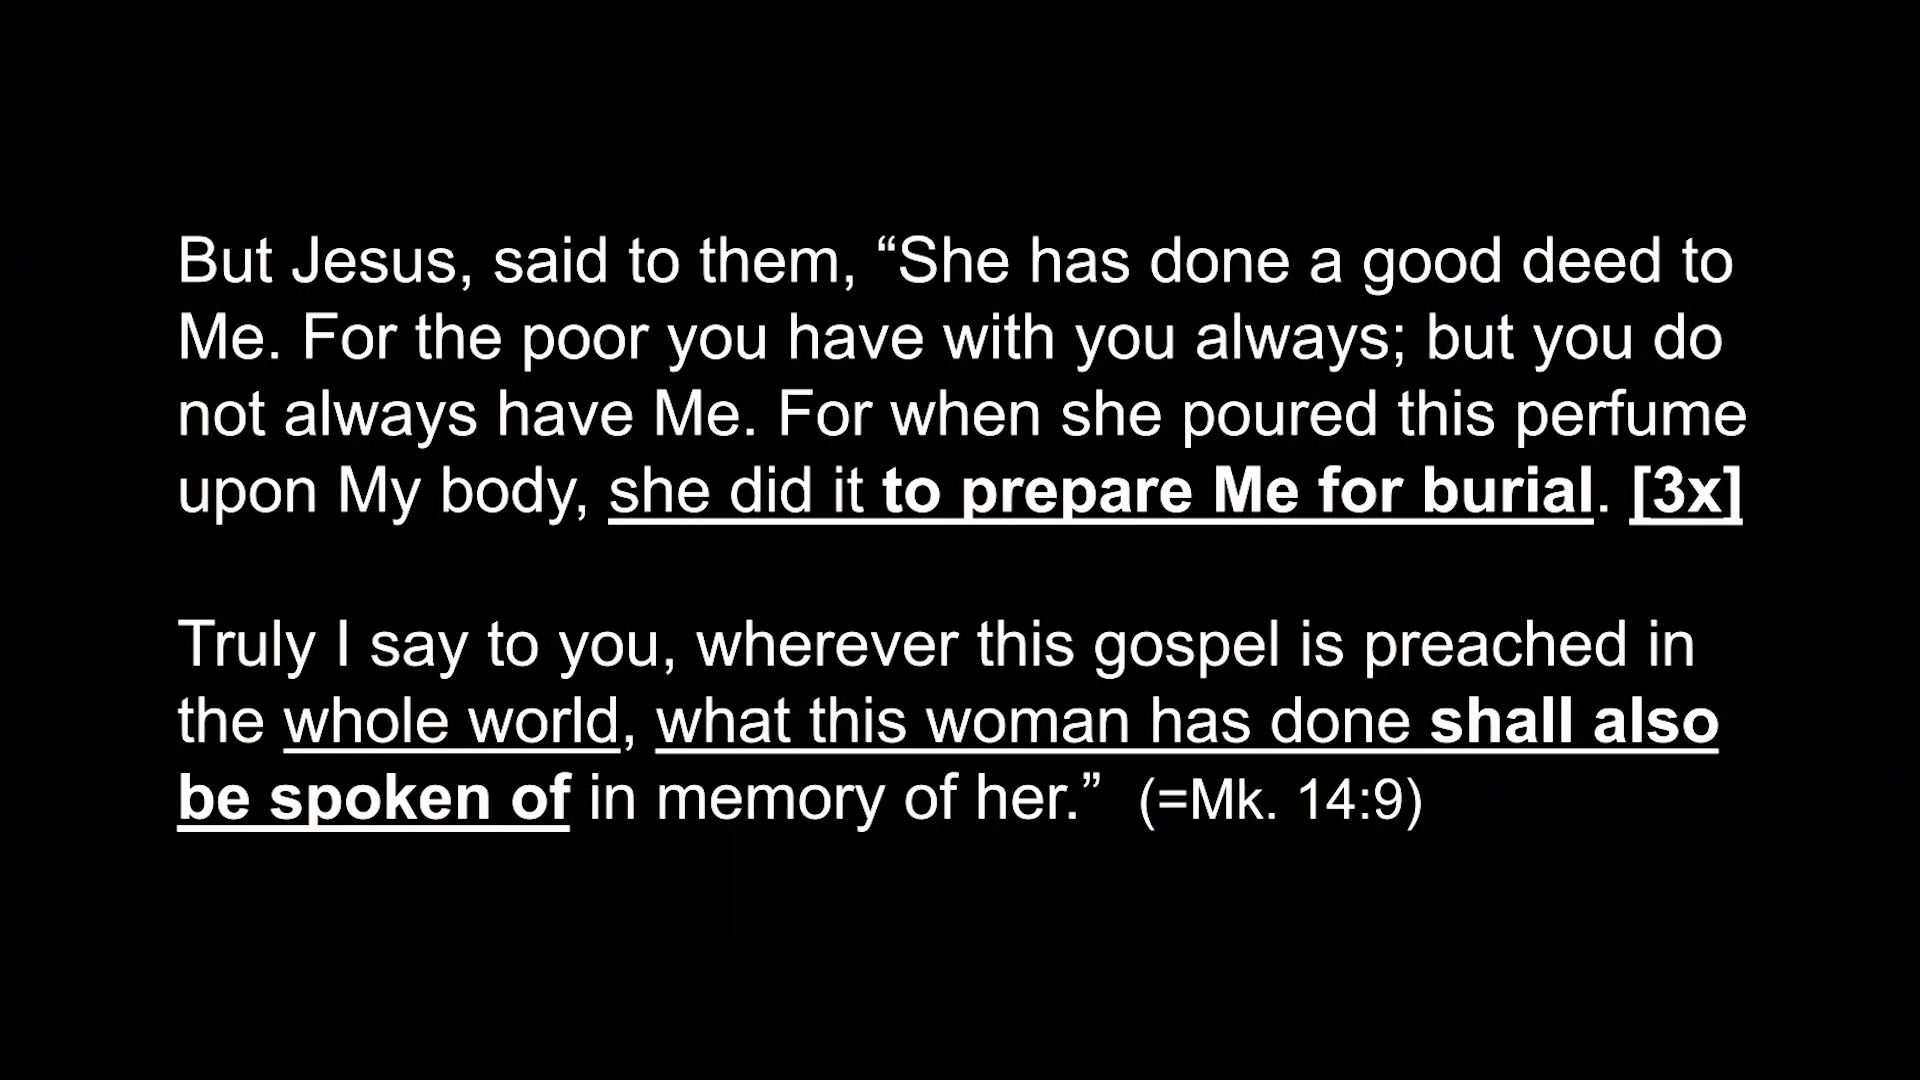 But Jesus, said to them, “She has done a good deed to
Me. For the poor you have with you always; but you do
not always have Me. For when she poured this perfume
upon My body, she did it to prepare Me for burial. [3x]
Truly I say to you, wherever this gospel is preached in
the whole world, what this woman has done shall also
be spoken of in memory of her.” (=Mk. 14:9)